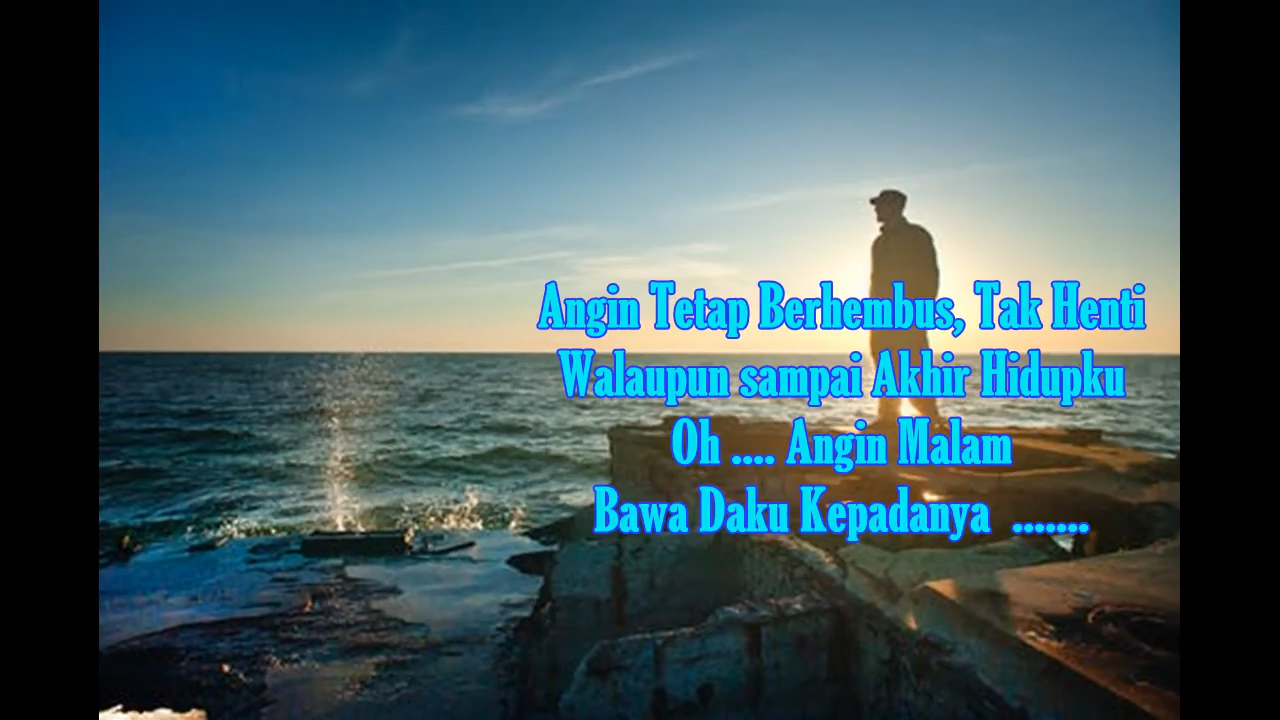 Angin Tetap Berhembus, Tak Henti
Walaupun sampai Akhir Hidupku
Oh .... Angin Malam
Bawa Daku Kepadanya .......